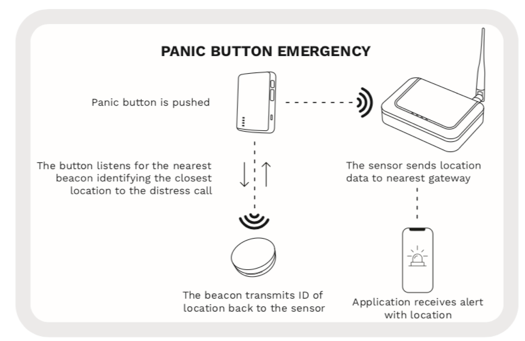 PANIC BUTTON EMERGENCY
Panic button is pushed
The button listens for the nearest
beacon identifying the closest
location to the distress call
The sensor sends location
data to nearest gateway
The beacon transmits ID of
location back to the sensor
Application receives alert
with location